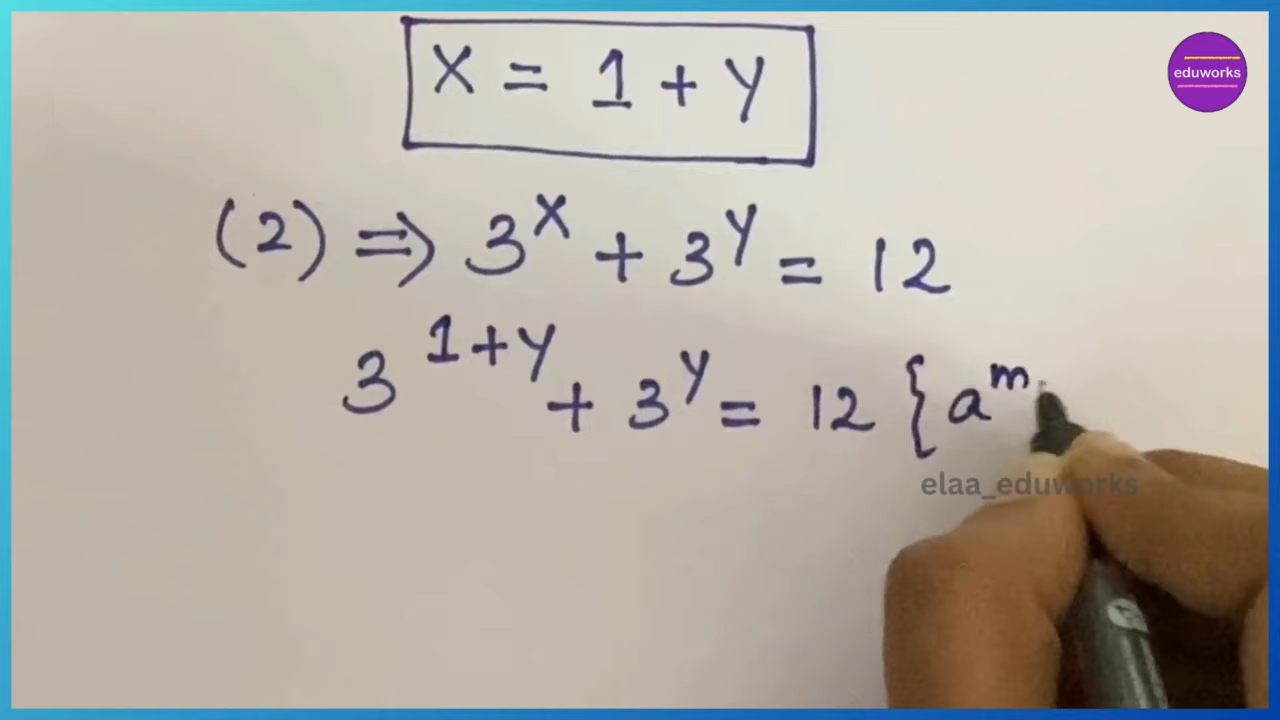 eduworks
x = 1 + y
(2) ⇒ 3^x + 3^y = 12
3^{1+y} + 3^y = 12 { a^m
elaa_eduworks